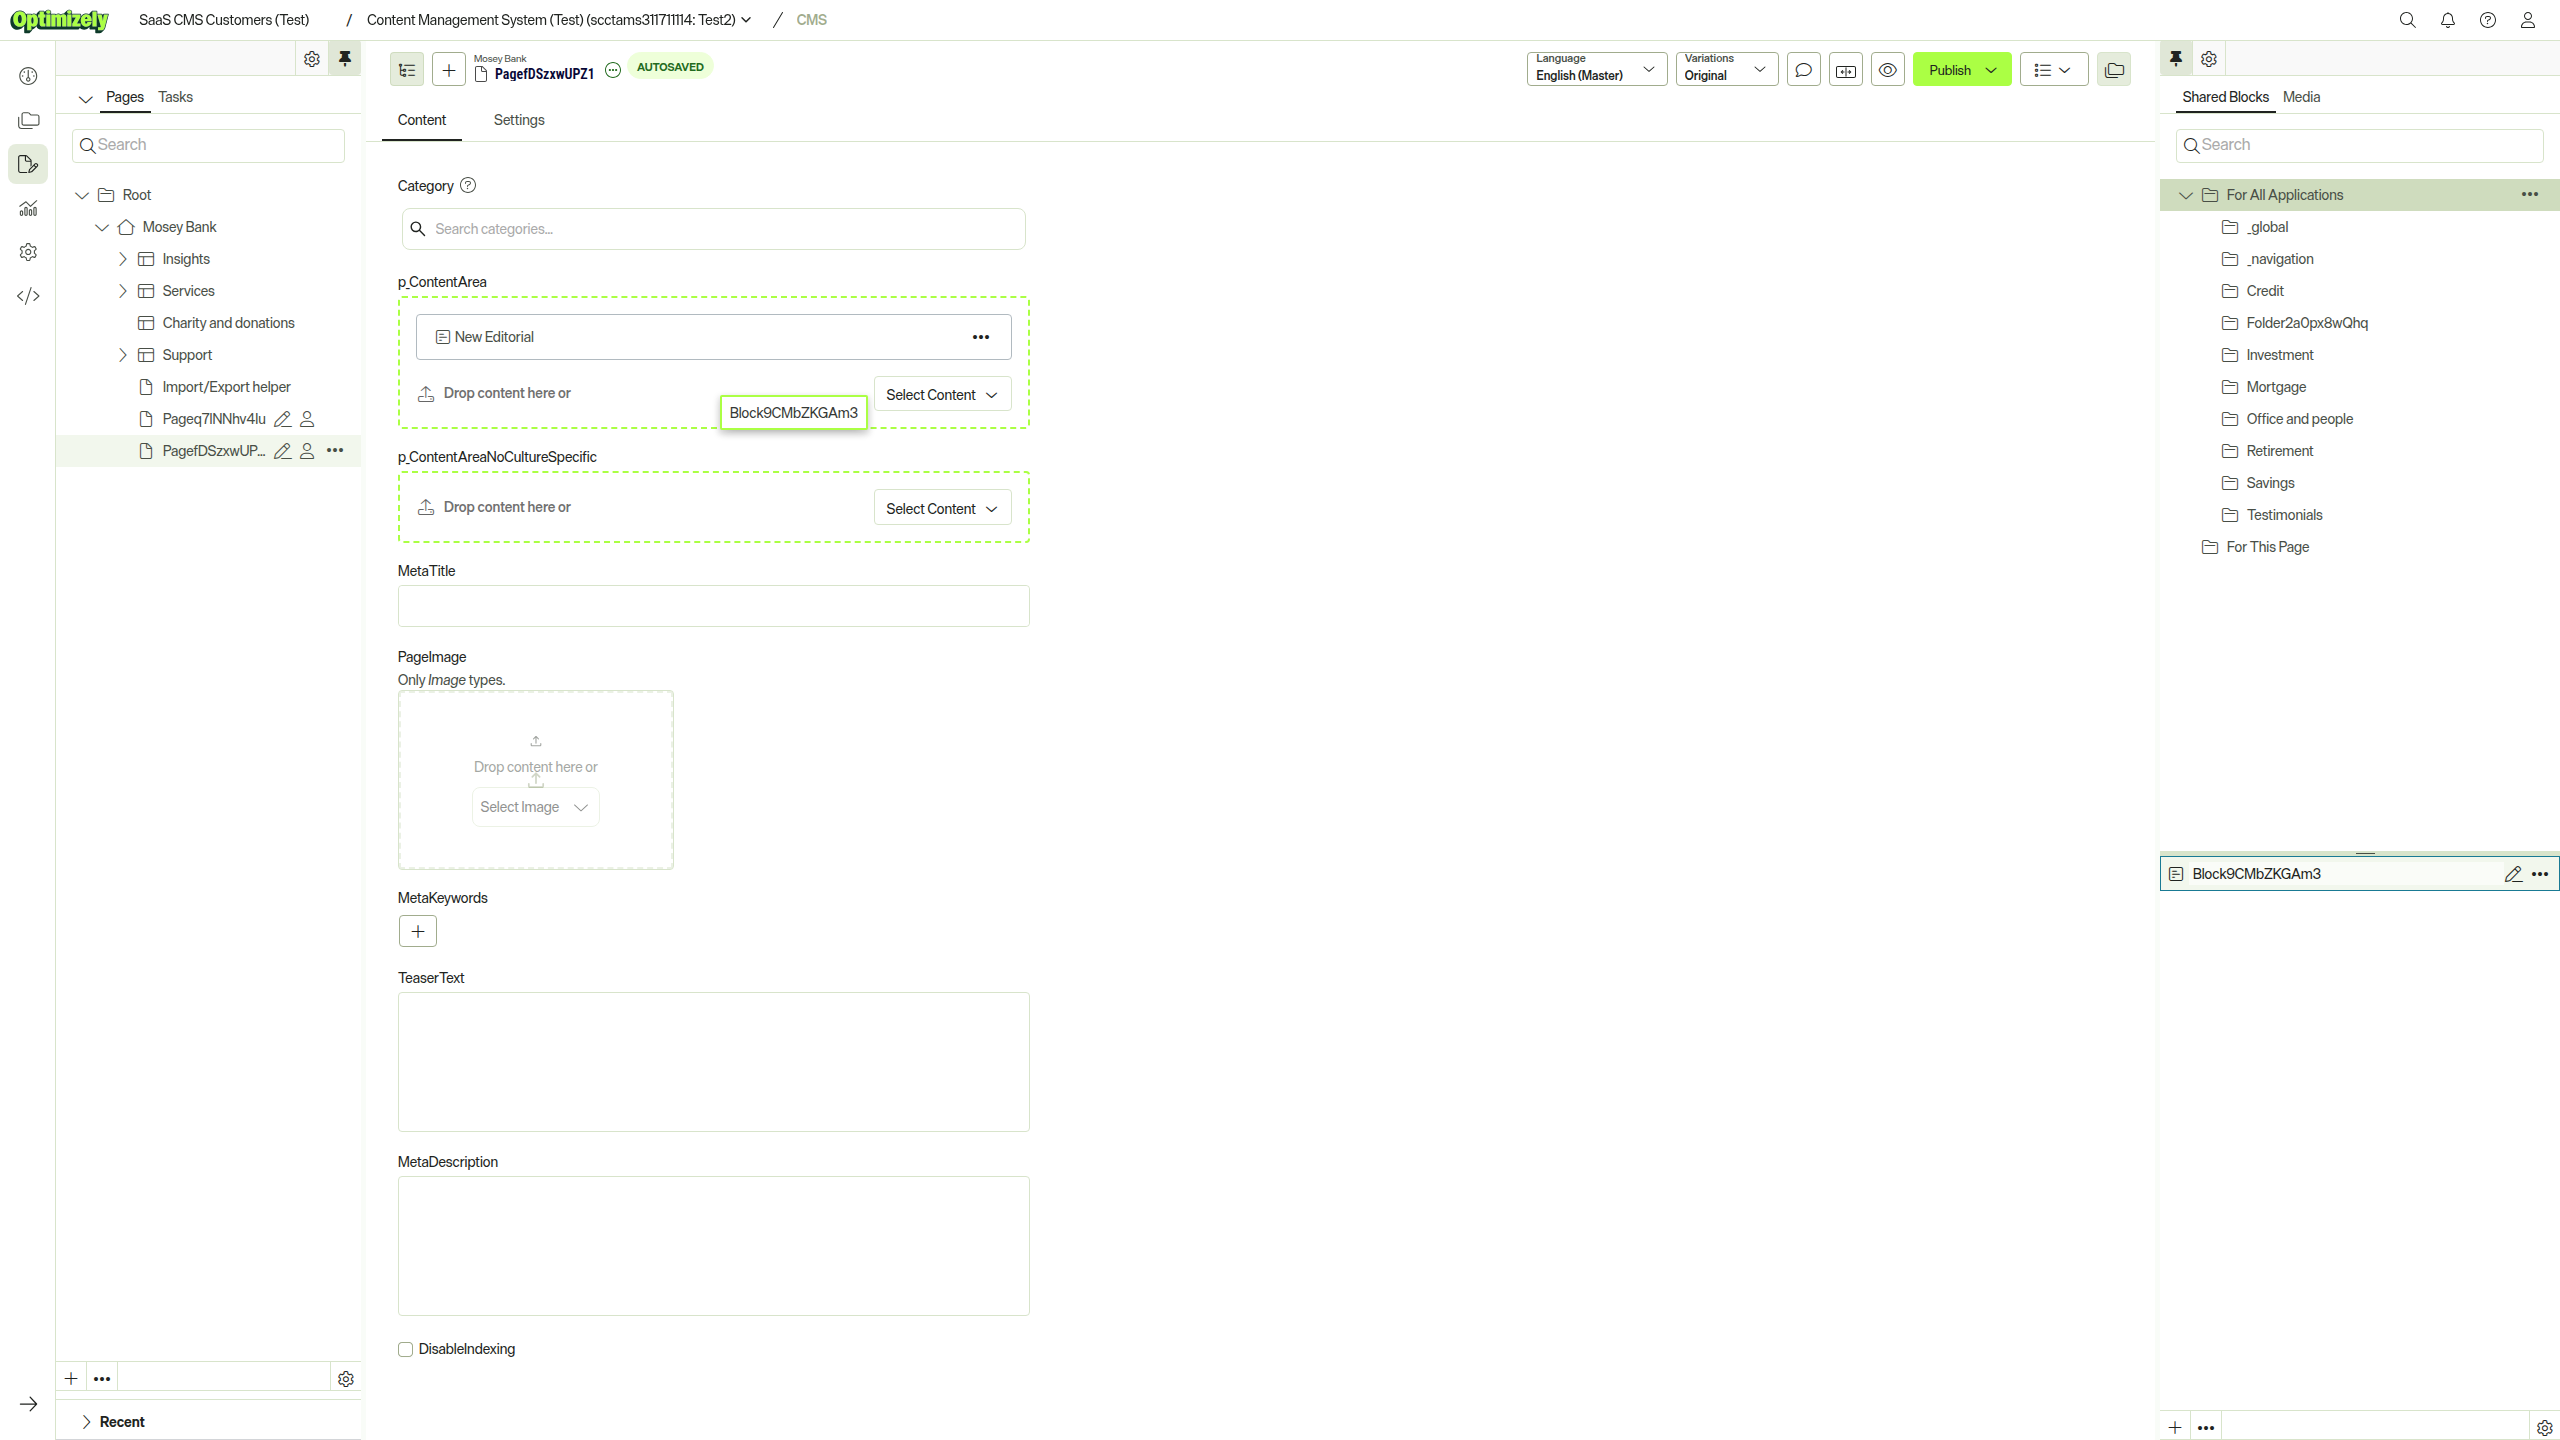 Optimizely
SaaS CMS Customers (Test)
/
Content Management System (Test) (scctams311711114: Test2)
/
CMS
Pages
Tasks
Search
Root
Mosey Bank
Insights
Services
Charity and donations
Support
Import/Export helper
Pageq7INNhv4Iu
PagefDSzxwUP...
Recent
Mosey Bank
PagefDSzxwUPZ1
AUTOSAVED
Language
English (Master)
Variations
Original
Publish
Content
Settings
Category
Search categories...
p_ContentArea
New Editorial
Drop content here or
Select Content
Block9CMbZKGAm3
p_ContentAreaNoCultureSpecific
Drop content here or
Select Content
MetaTitle
PageImage
Only Image types.
Drop content here or
Select Image
MetaKeywords
TeaserText
MetaDescription
DisableIndexing
Shared Blocks
Media
Search
For All Applications
_global
_navigation
Credit
Folder2a0px8wQhq
Investment
Mortgage
Office and people
Retirement
Savings
Testimonials
For This Page
Block9CMbZKGAm3